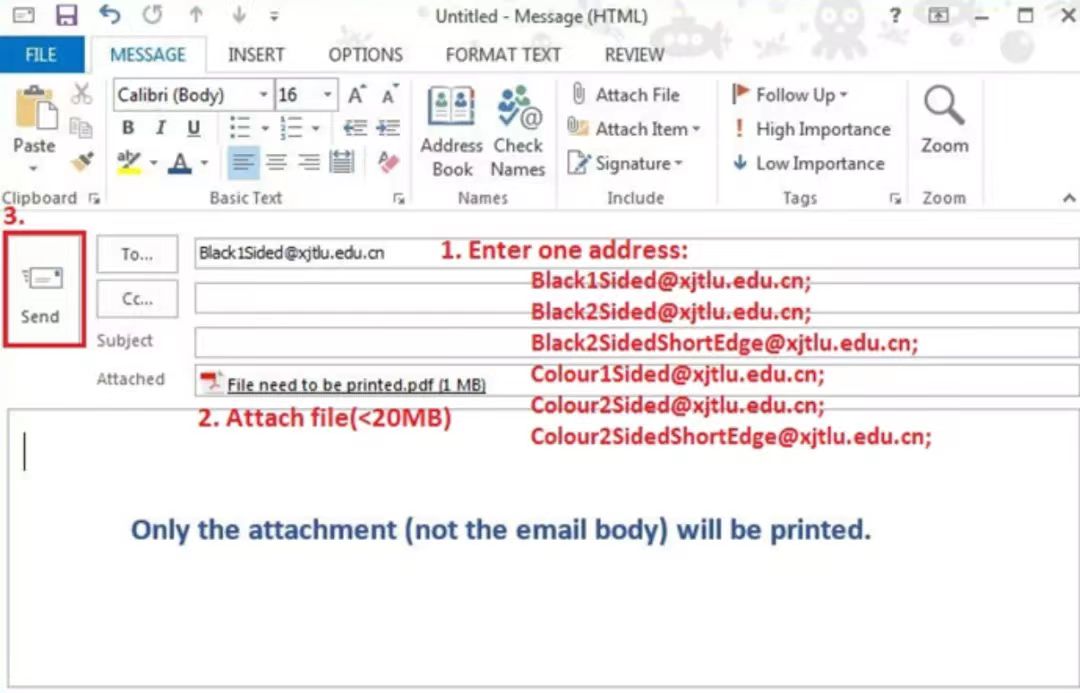 Untitled - Message (HTML)
?
FILE MESSAGE INSERT OPTIONS FORMAT TEXT REVIEW
Calibri (Body) 16 A A
B I U
Paste
ab A
Clipboard
Basic Text
Address Book
Check Names
Names
Attach File
Attach Item
Signature
Include
Follow Up
High Importance
Low Importance
Tags
Zoom
Zoom
3.
Send
To... Black1Sided@xjtlu.edu.cn
Cc...
Subject
Attached File need to be printed.pdf (1 MB)
1. Enter one address:
Black1Sided@xjtlu.edu.cn;
Black2Sided@xjtlu.edu.cn;
Black2SidedShortEdge@xjtlu.edu.cn;
Colour1Sided@xjtlu.edu.cn;
Colour2Sided@xjtlu.edu.cn;
Colour2SidedShortEdge@xjtlu.edu.cn;
2. Attach file(<20MB)
Only the attachment (not the email body) will be printed.